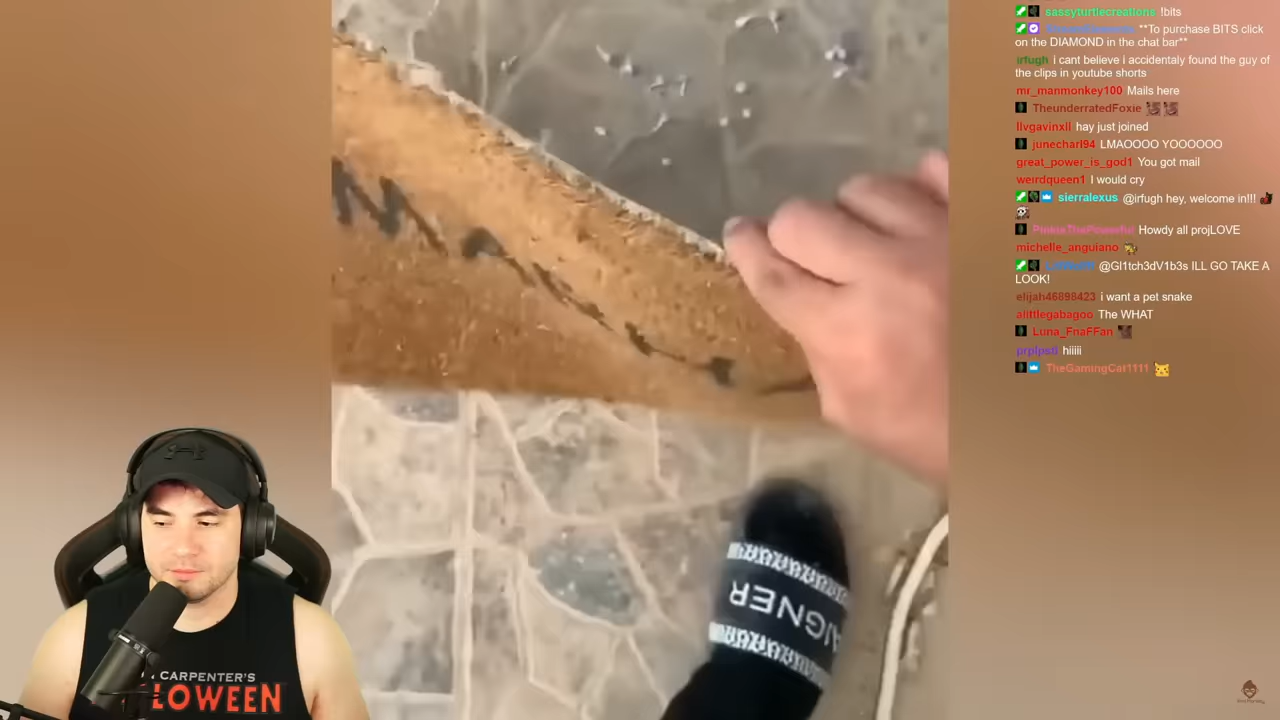 sassyturtlecreations !bits
**To purchase BITS click
on the DIAMOND in the chat bar**
irfugh i cant believe i accidentaly found the guy of
the clips in youtube shorts
mr_manmonkey100 Mails here
TheunderratedFoxie
llvgavinxll hay just joined
junecharl94 LMAOOOO YOOOOOO
great_power_is_god1 You got mail
weirdqueen1 I would cry
sierralexus @irfugh hey, welcome in!!!
PinkieThePowerful Howdy all projLOVE
michelle_anguiano
@Gl1tch3dV1b3s ILL GO TAKE A
LOOK!
elijah46898423 i want a pet snake
alittlegabagoo The WHAT
Luna_FnaFFan
prplpsti hiiiii
TheGamingCat1111
AIGNER
CARPENTER'S
LOWEEN